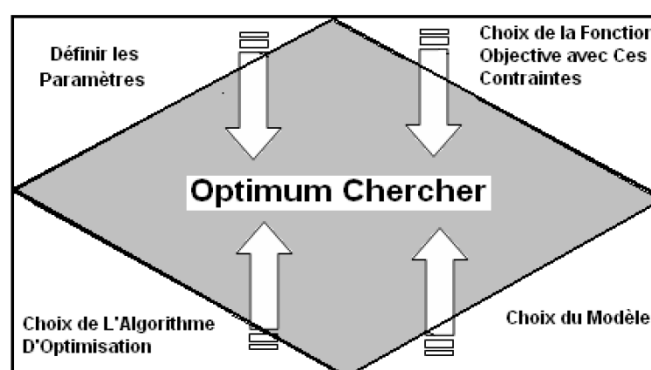 Définir les
Paramètres
Choix de la Fonction
Objective avec Ces
Contraintes
Optimum Chercher
Choix de L'Algorithme
D'Optimisation
Choix du Modèle